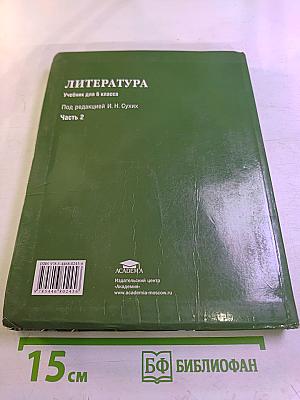 ЛИТЕРАТУРА
Учебник для 6 класса
Под редакцией И. Н. Сухих
Часть 2
ACADEMA
Издательский центр
«Академия»
www.academia-moscow.ru
15 см
БФ БИБЛИОФАН